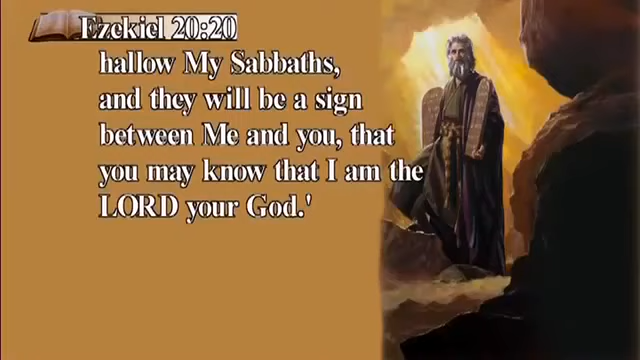 Ezekiel 20:20
hallow My Sabbaths,
and they will be a sign
between Me and you, that
you may know that I am the
LORD your God.'